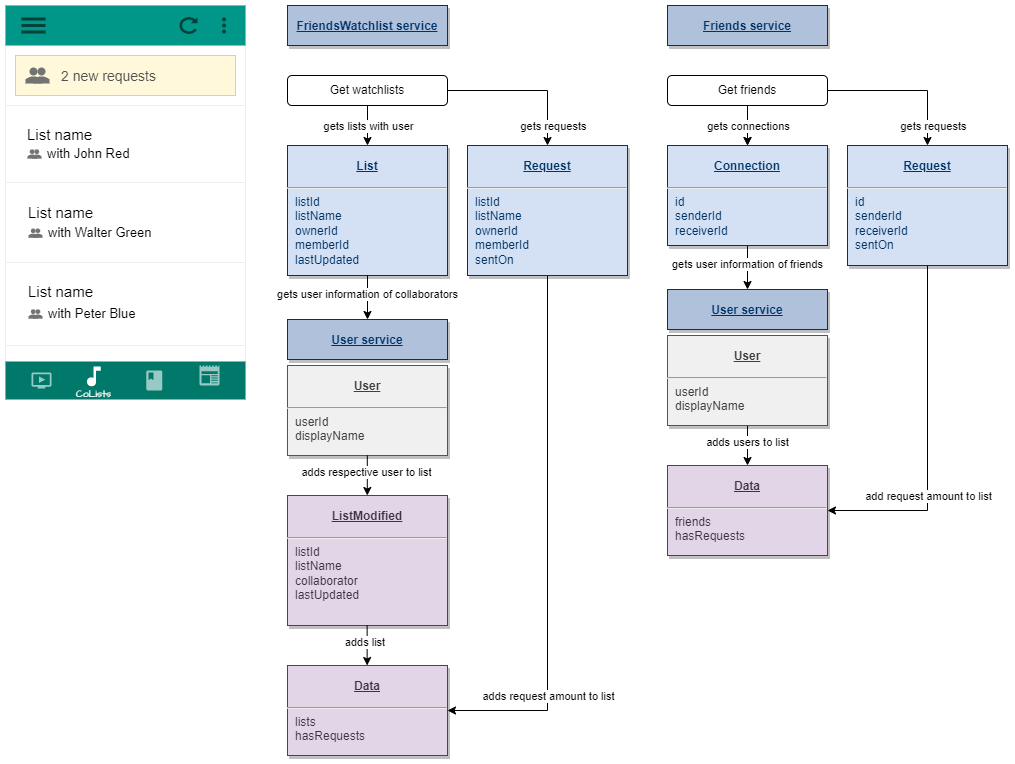 2 new requests
List name
with John Red
List name
with Walter Green
List name
with Peter Blue
CoLists
FriendsWatchlist service
Get watchlists
gets lists with user
gets requests
List
listId
listName
ownerId
memberId
lastUpdated
Request
listId
listName
ownerId
memberId
sentOn
gets user information of collaborators
User service
User
userId
displayName
adds respective user to list
ListModified
listId
listName
collaborator
lastUpdated
adds list
adds request amount to list
Data
lists
hasRequests
Friends service
Get friends
gets connections
gets requests
Connection
id
senderId
receiverId
Request
id
senderId
receiverId
sentOn
gets user information of friends
User service
User
userId
displayName
adds users to list
add request amount to list
Data
friends
hasRequests